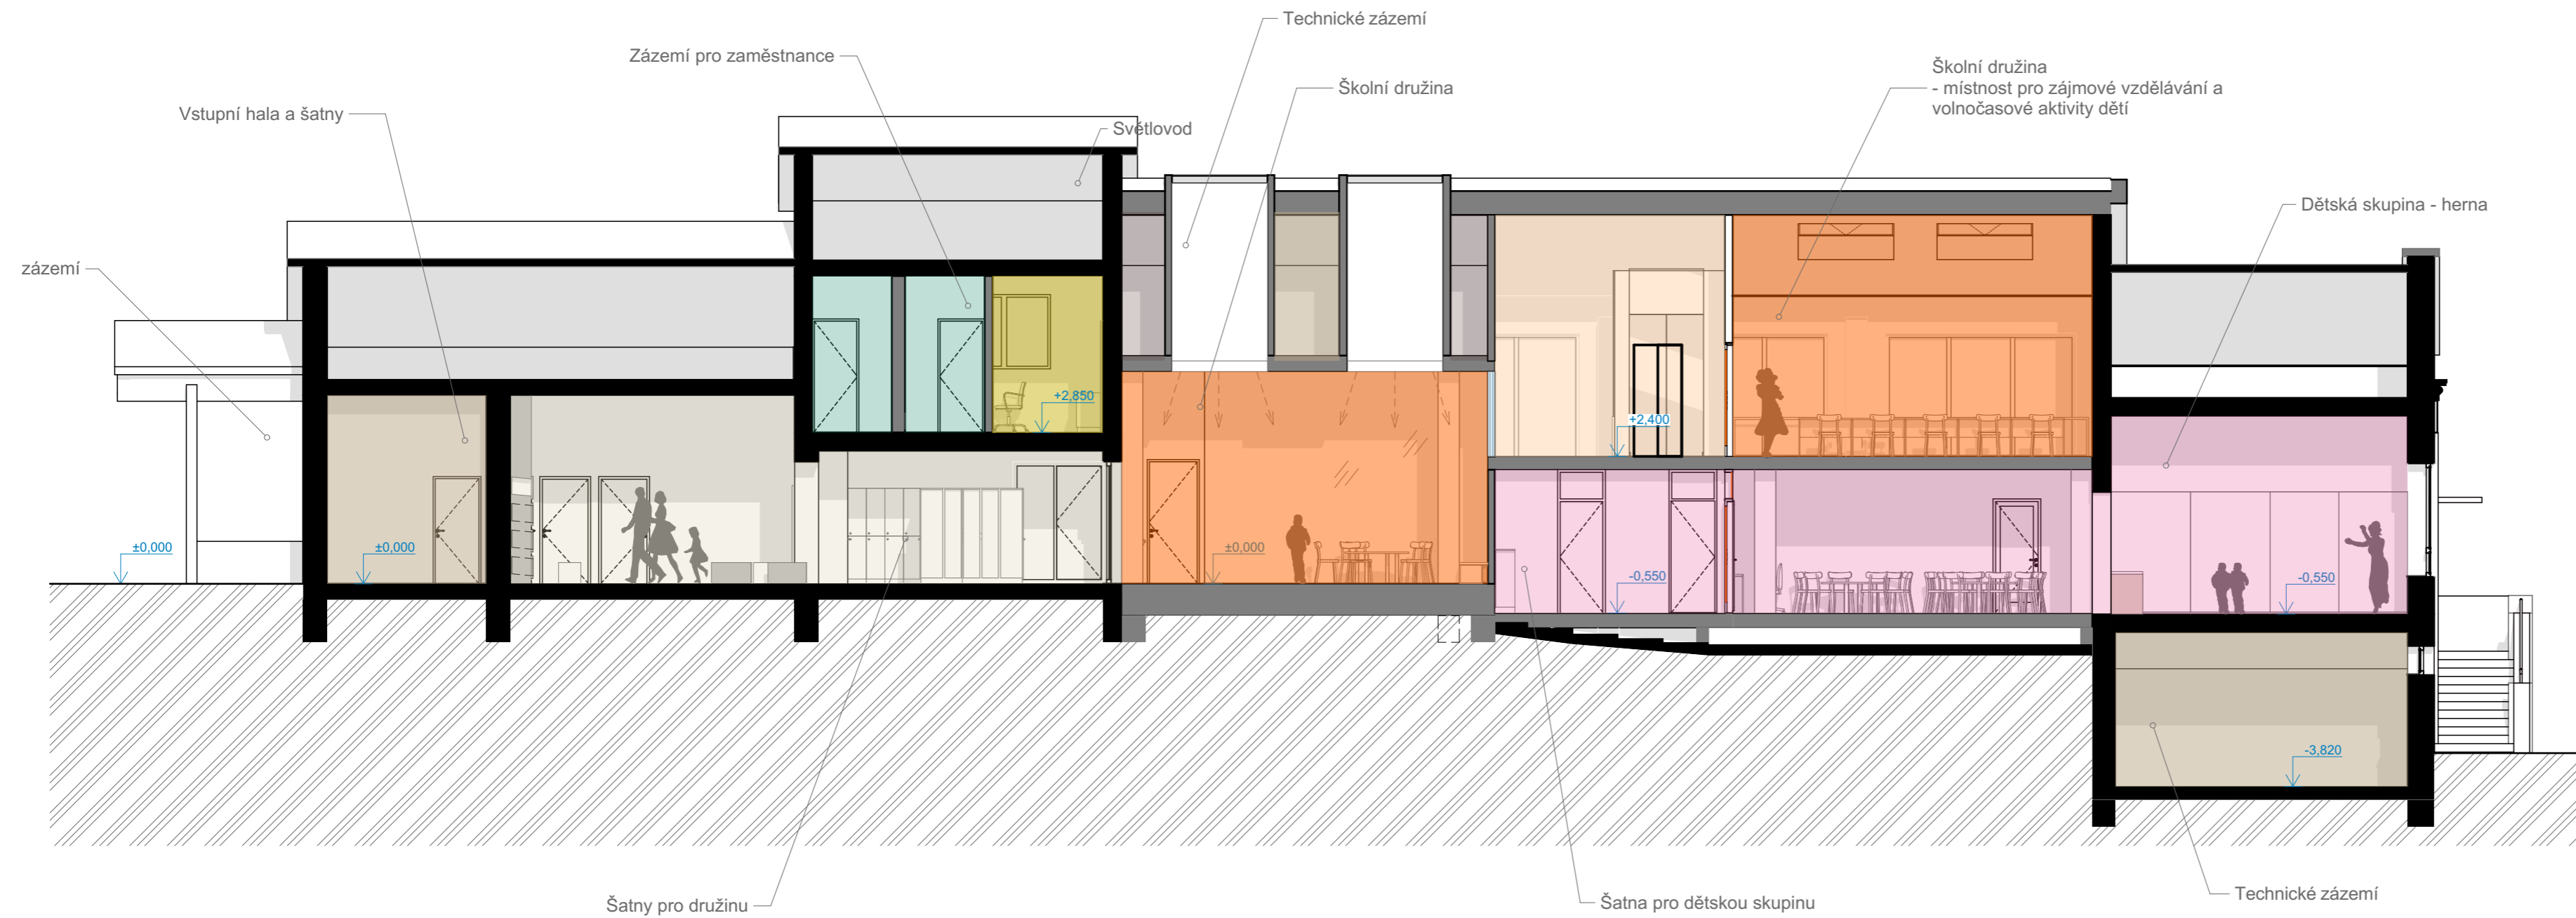 Technické zázemí
Zázemí pro zaměstnance
Školní družina
- místnost pro zájmové vzdělávání a
volnočasové aktivity dětí
Školní družina
Vstupní hala a šatny
Světlovod
Dětská skupina - herna
zázemí
+2,850
+2,400
±0,000
±0,000
±0,000
-0,550
-0,550
-3,820
Šatny pro družinu
Šatna pro dětskou skupinu
Technické zázemí